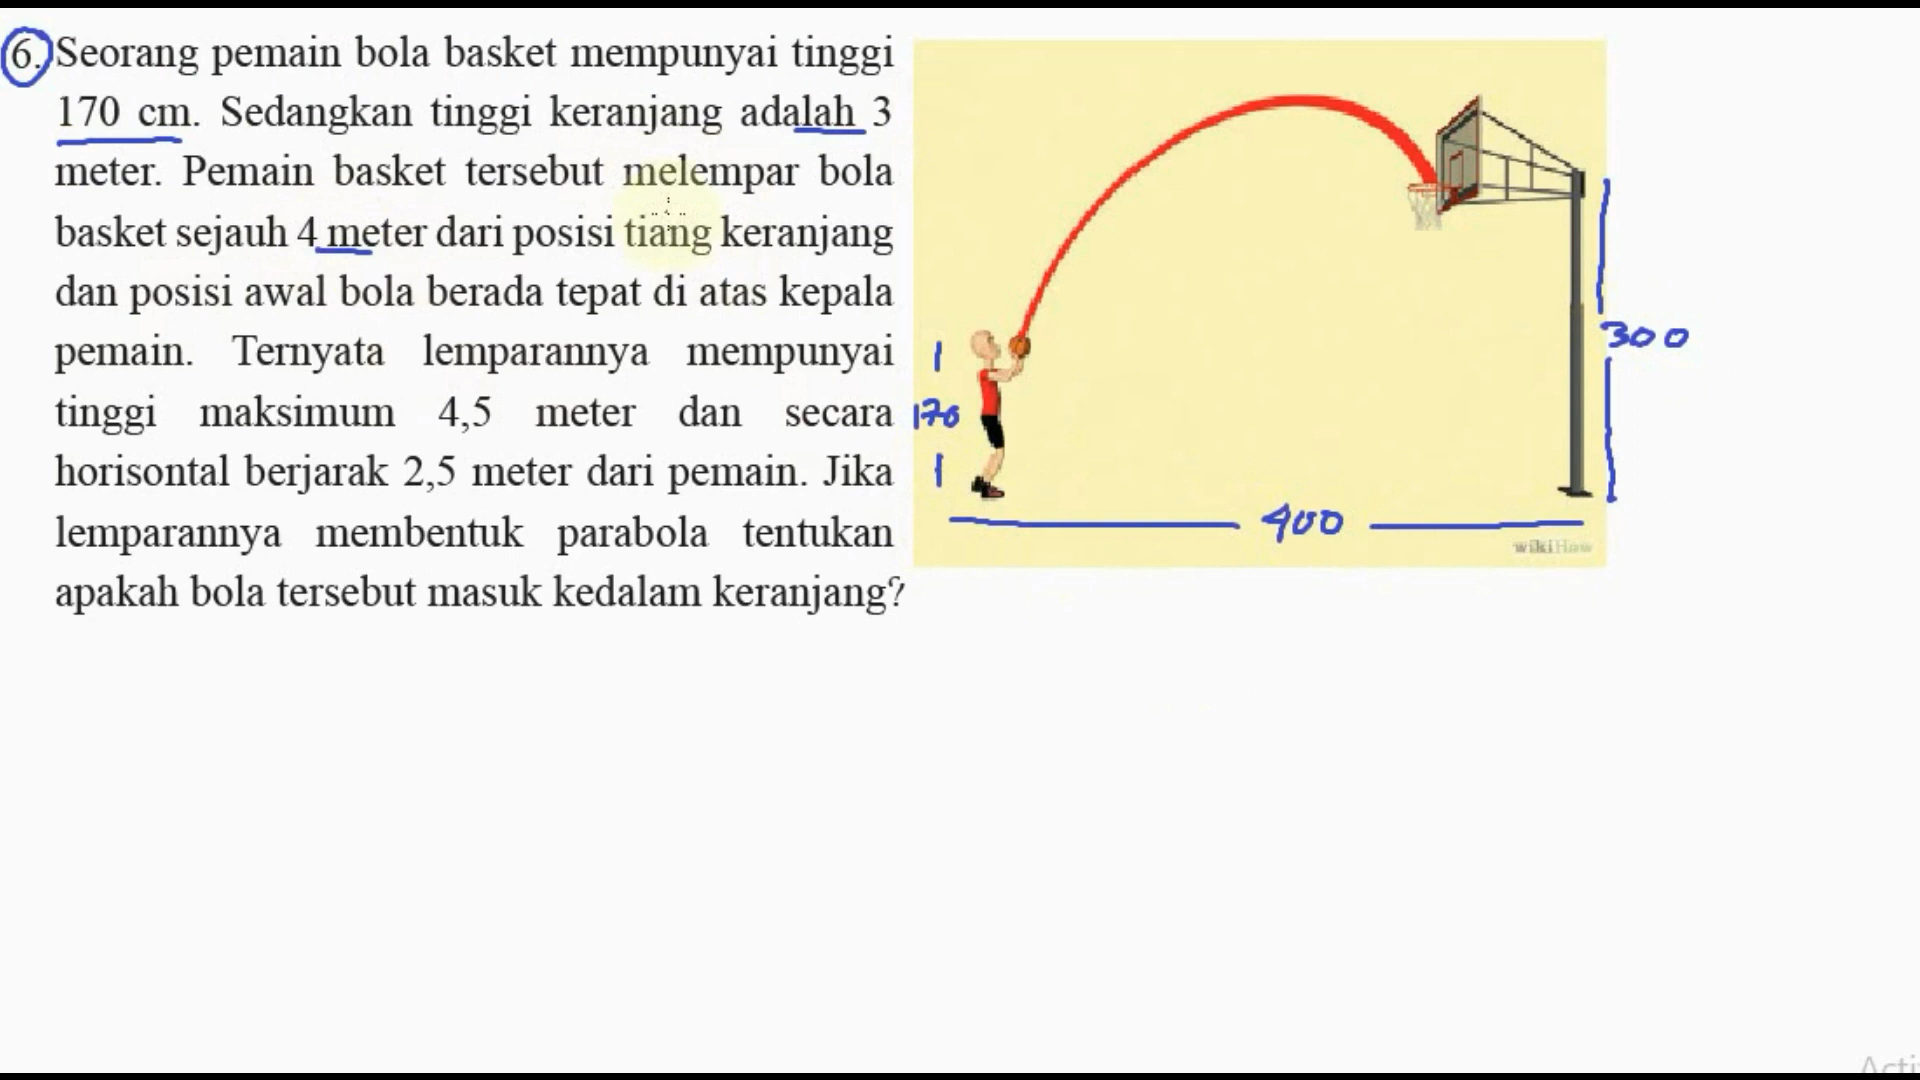 6. Seorang pemain bola basket mempunyai tinggi
170 cm. Sedangkan tinggi keranjang adalah 3
meter. Pemain basket tersebut melempar bola
basket sejauh 4 meter dari posisi tiang keranjang
dan posisi awal bola berada tepat di atas kepala
pemain. Ternyata lemparannya mempunyai
tinggi maksimum 4,5 meter dan secara
horisontal berjarak 2,5 meter dari pemain. Jika
lemparannya membentuk parabola tentukan
apakah bola tersebut masuk kedalam keranjang?
300
170
400
wikiHow
Acti